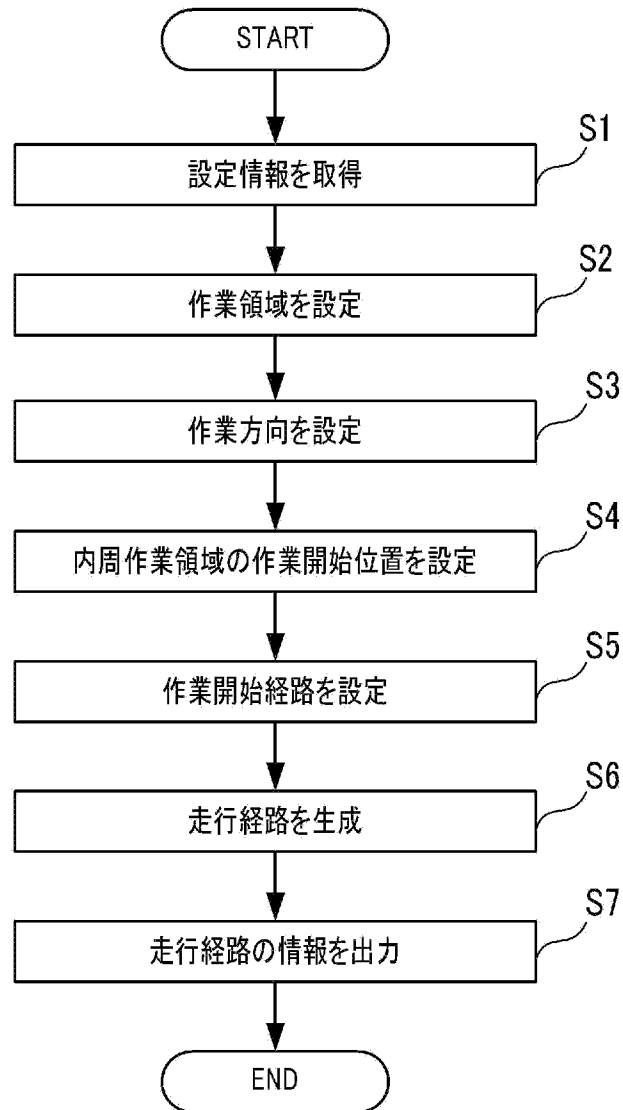 START
S1
設定情報を取得
S2
作業領域を設定
S3
作業方向を設定
S4
内周作業領域の作業開始位置を設定
S5
作業開始経路を設定
S6
走行経路を生成
S7
走行経路の情報を出力
END